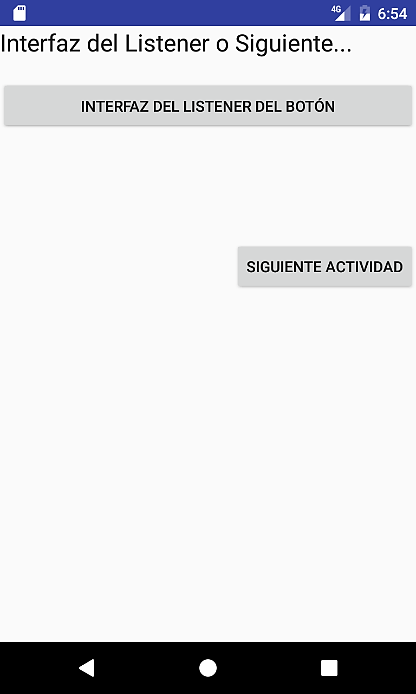 4G 6:54
Interfaz del Listener o Siguiente...
INTERFAZ DEL LISTENER DEL BOTÓN
SIGUIENTE ACTIVIDAD